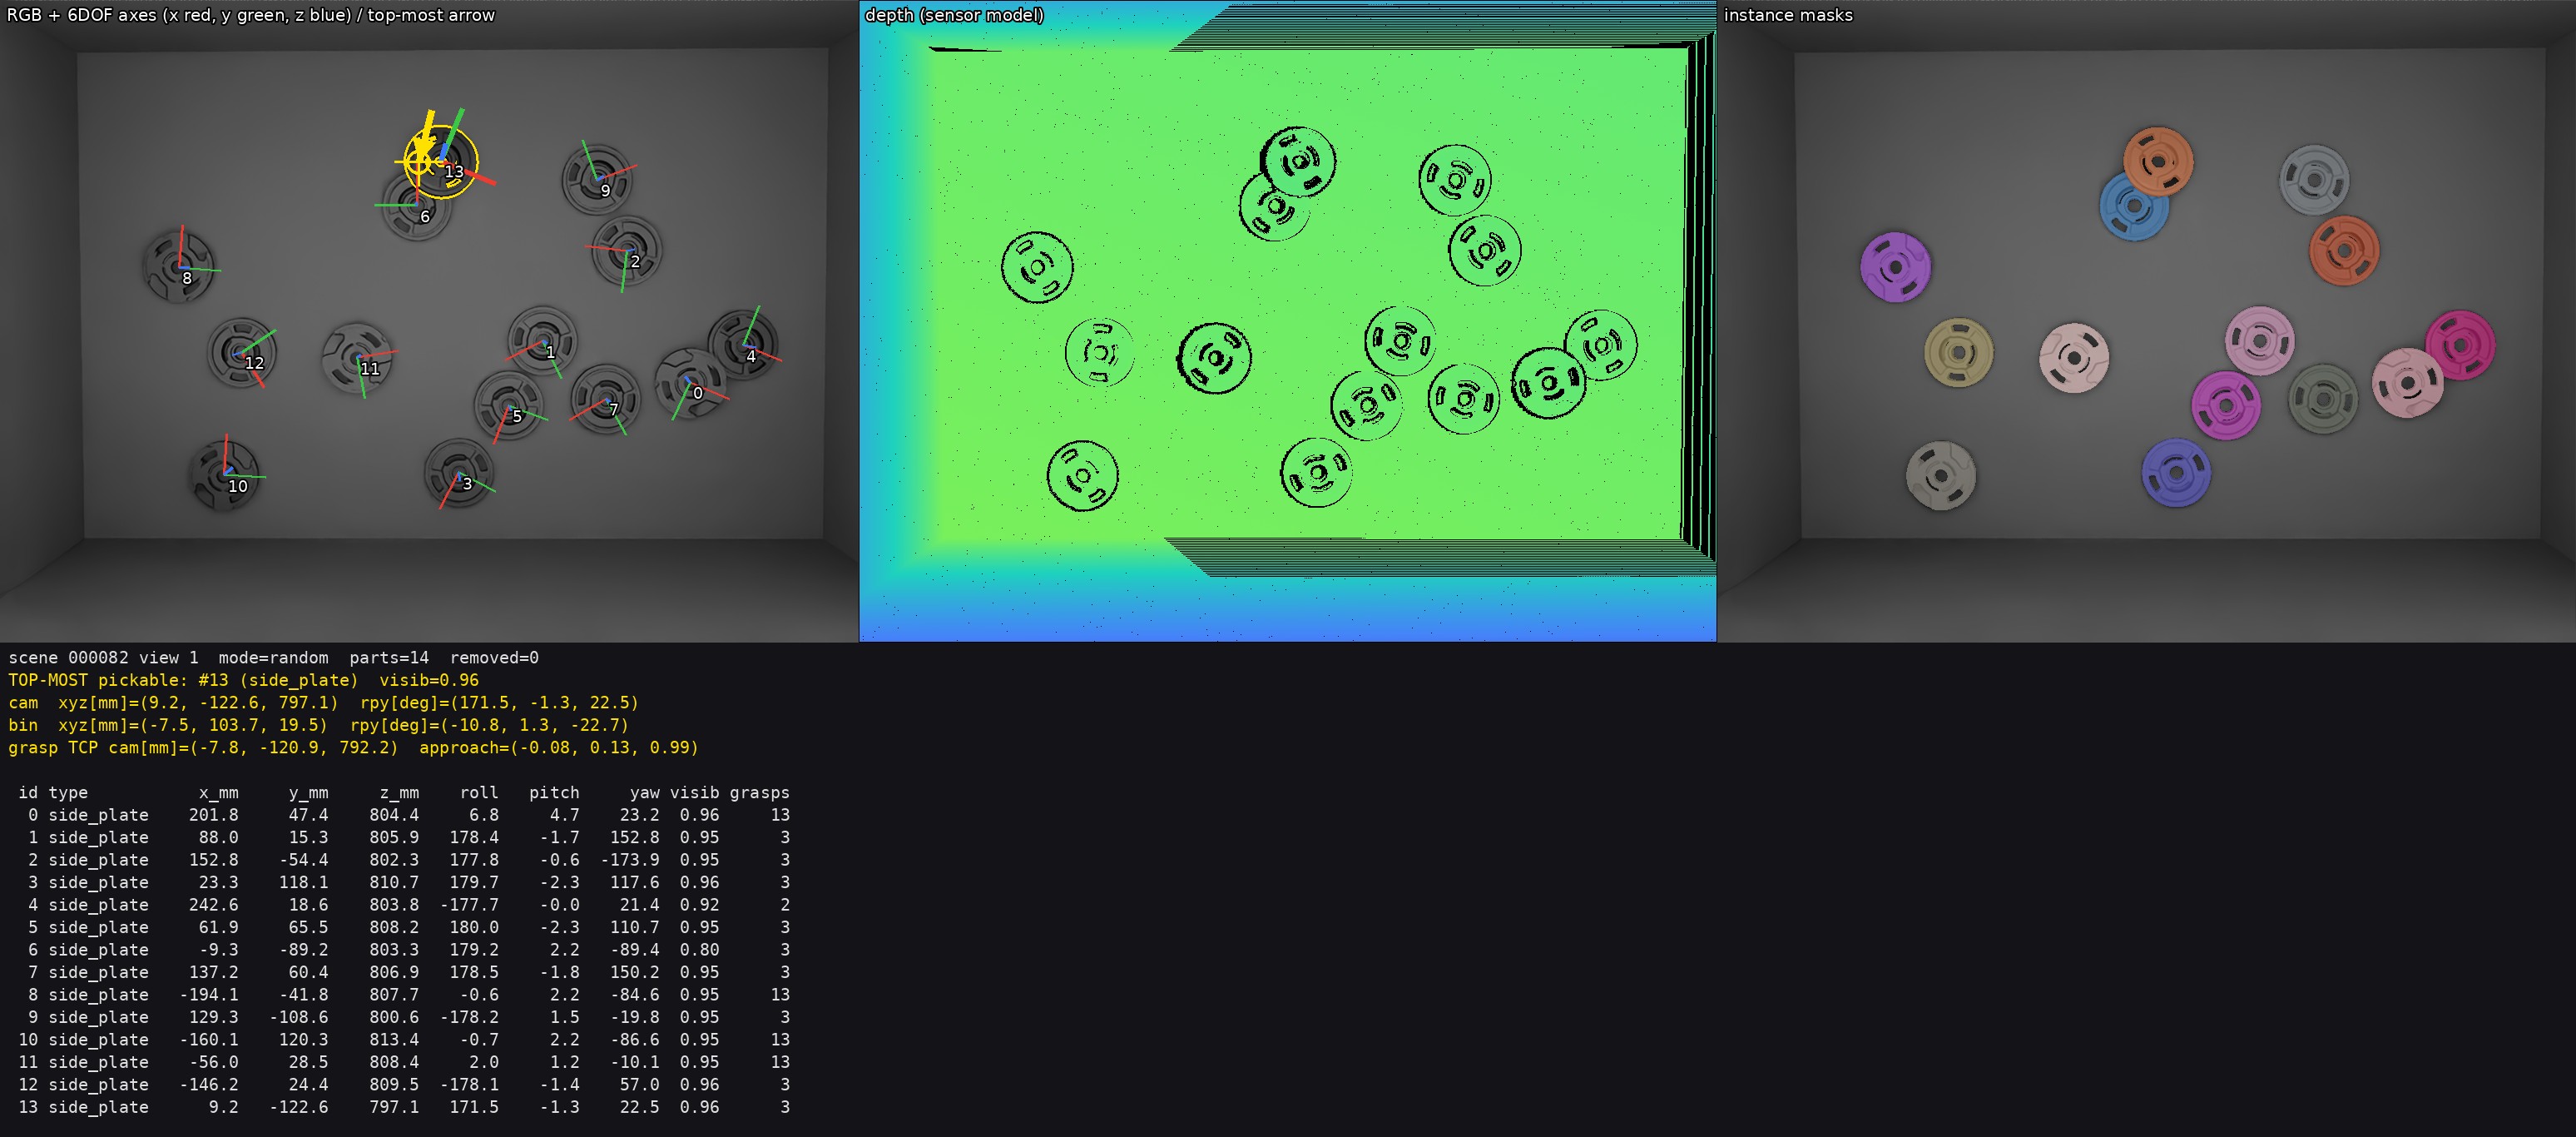 RGB + 6DOF axes (x red, y green, z blue) / top-most arrow
depth (sensor model)
instance masks
13
9
6
2
8
1
4
12
11
0
5
7
10
3
scene 000082 view 1 mode=random parts=14 removed=0
TOP-MOST pickable: #13 (side_plate) visib=0.96
cam xyz[mm]=(9.2, -122.6, 797.1) rpy[deg]=(171.5, -1.3, 22.5)
bin xyz[mm]=(-7.5, 103.7, 19.5) rpy[deg]=(-10.8, 1.3, -22.7)
grasp TCP cam[mm]=(-7.8, -120.9, 792.2) approach=(-0.08, 0.13, 0.99)
id type x_mm y_mm z_mm roll pitch yaw visib grasps
0 side_plate 201.8 47.4 804.4 6.8 4.7 23.2 0.96 13
1 side_plate 88.0 15.3 805.9 178.4 -1.7 152.8 0.95 3
2 side_plate 152.8 -54.4 802.3 177.8 -0.6 -173.9 0.95 3
3 side_plate 23.3 118.1 810.7 179.7 -2.3 117.6 0.96 3
4 side_plate 242.6 18.6 803.8 -177.7 -0.0 21.4 0.92 2
5 side_plate 61.9 65.5 808.2 180.0 -2.3 110.7 0.95 3
6 side_plate -9.3 -89.2 803.3 179.2 2.2 -89.4 0.80 3
7 side_plate 137.2 60.4 806.9 178.5 -1.8 150.2 0.95 3
8 side_plate -194.1 -41.8 807.7 -0.6 2.2 -84.6 0.95 13
9 side_plate 129.3 -108.6 800.6 -178.2 1.5 -19.8 0.95 3
10 side_plate -160.1 120.3 813.4 -0.7 2.2 -86.6 0.95 13
11 side_plate -56.0 28.5 808.4 2.0 1.2 -10.1 0.95 13
12 side_plate -146.2 24.4 809.5 -178.1 -1.4 57.0 0.96 3
13 side_plate 9.2 -122.6 797.1 171.5 -1.3 22.5 0.96 3